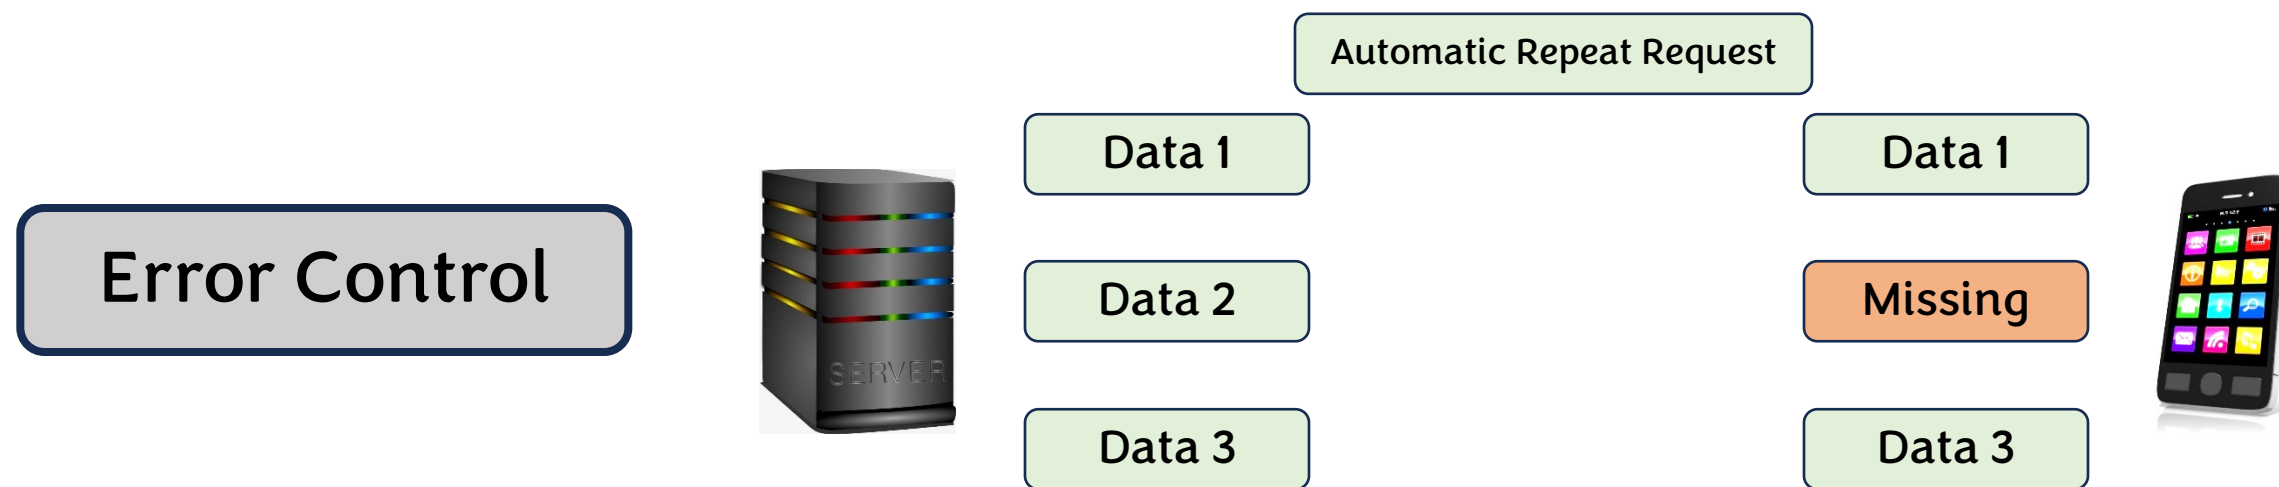 Automatic Repeat Request
Data 1
Data 1
Error Control
Data 2
Missing
SERVER
Data 3
Data 3